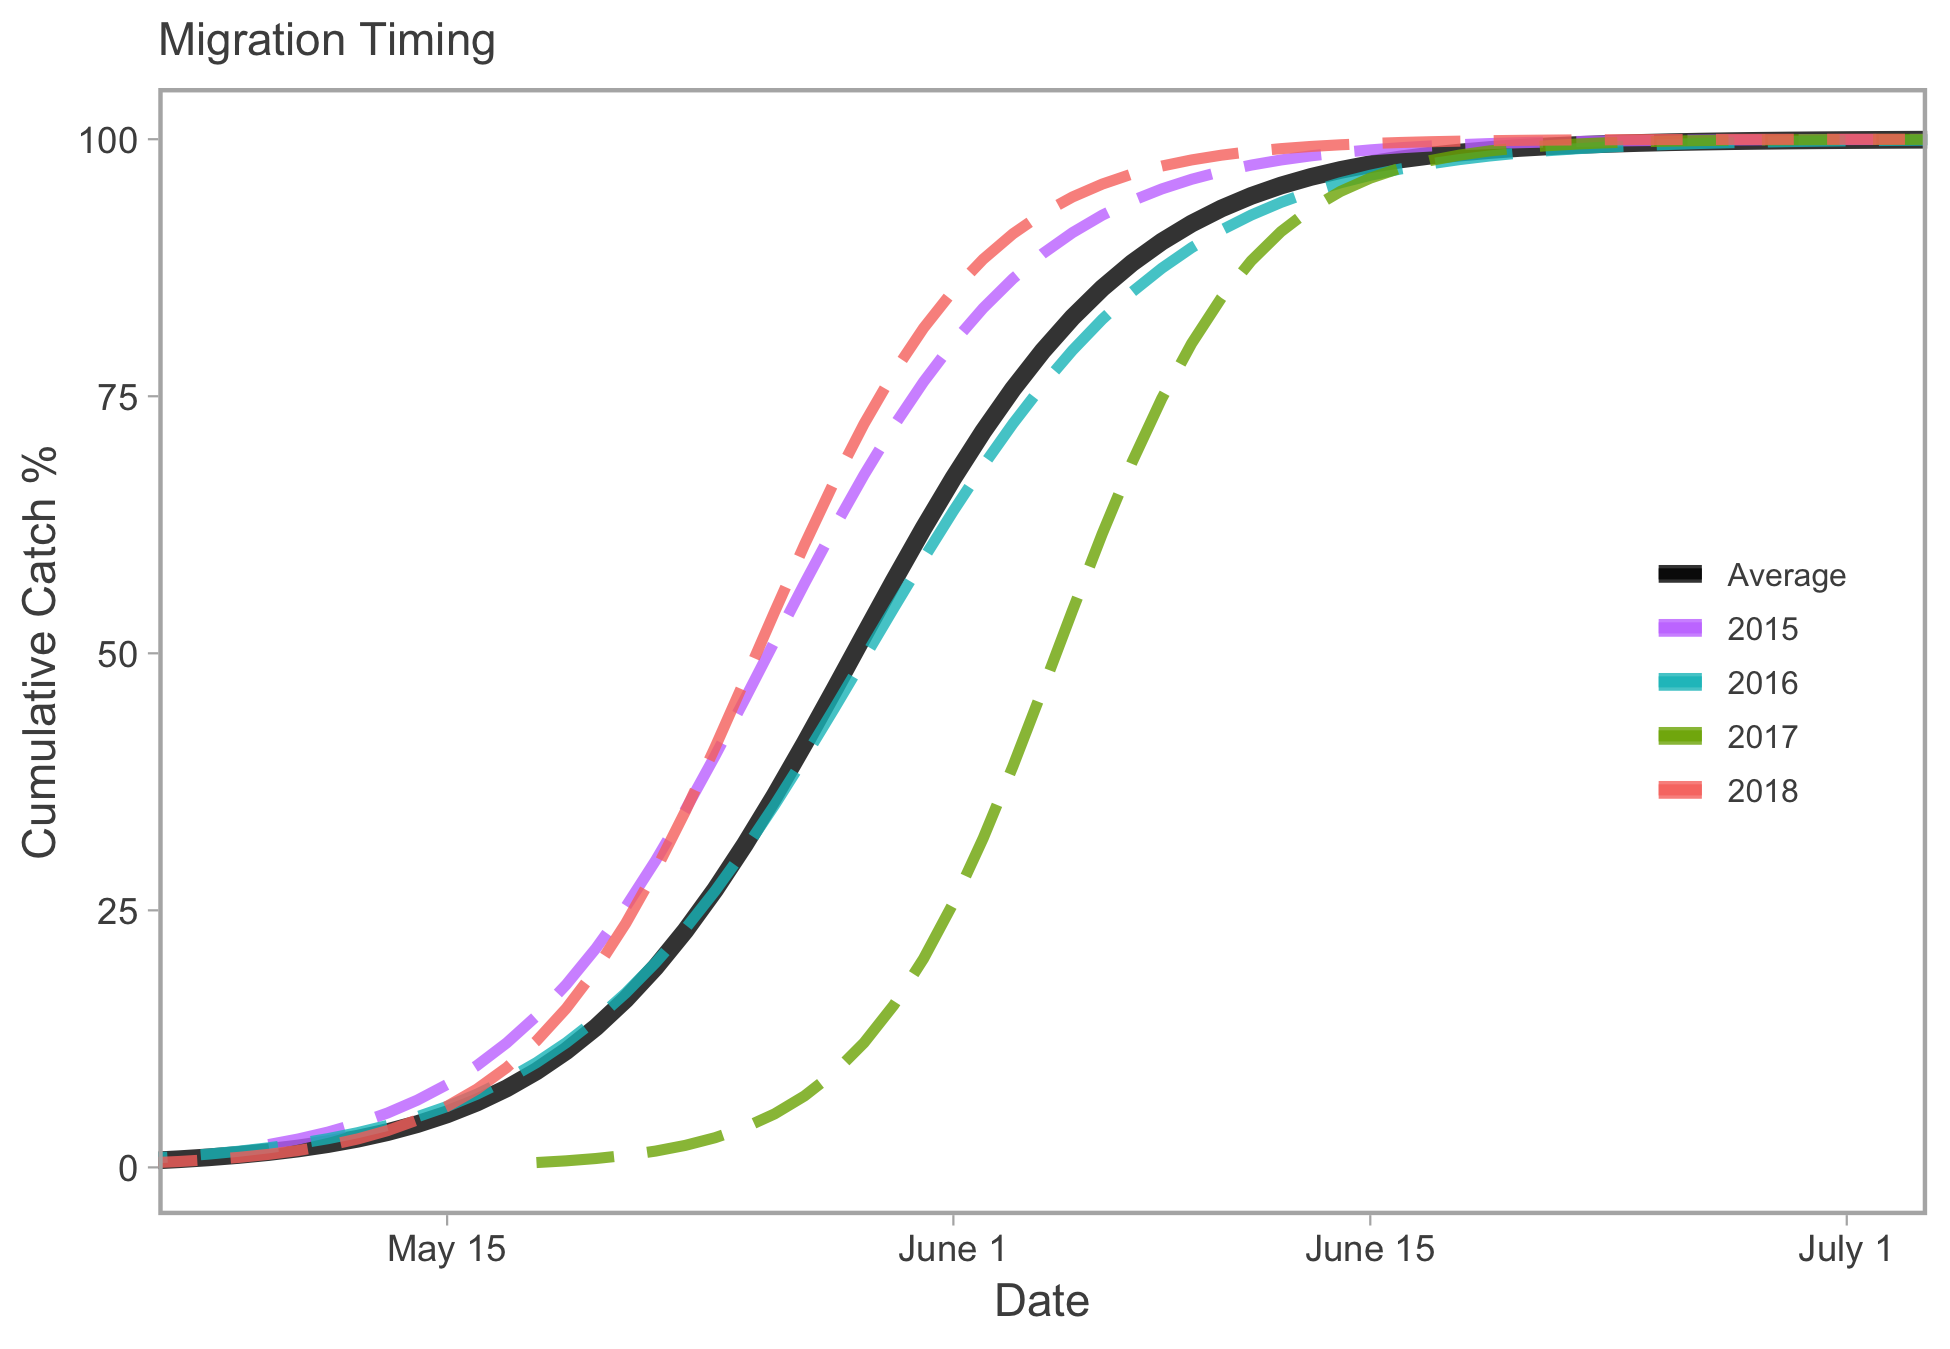 Migration Timing
Cumulative Catch %
100
75
50
25
0
Average
2015
2016
2017
2018
May 15
June 1
June 15
July 1
Date